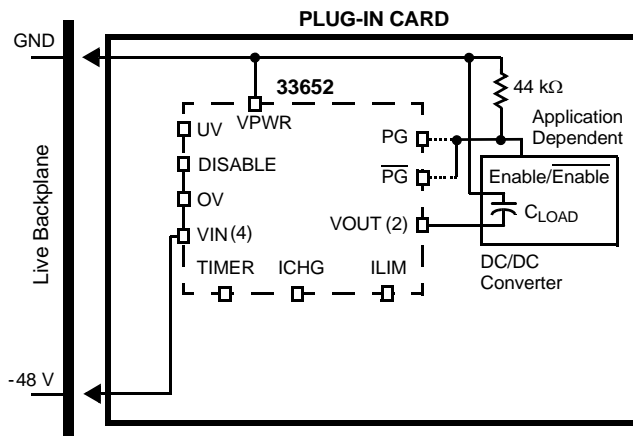 PLUG-IN CARD
GND
33652
44 kΩ
VPWR
UV
PG
Application
Dependent
DISABLE
PG
Enable/Enable
OV
VOUT (2)
CLOAD
VIN (4)
TIMER
ICHG
ILIM
DC/DC
Converter
Live Backplane
-48 V